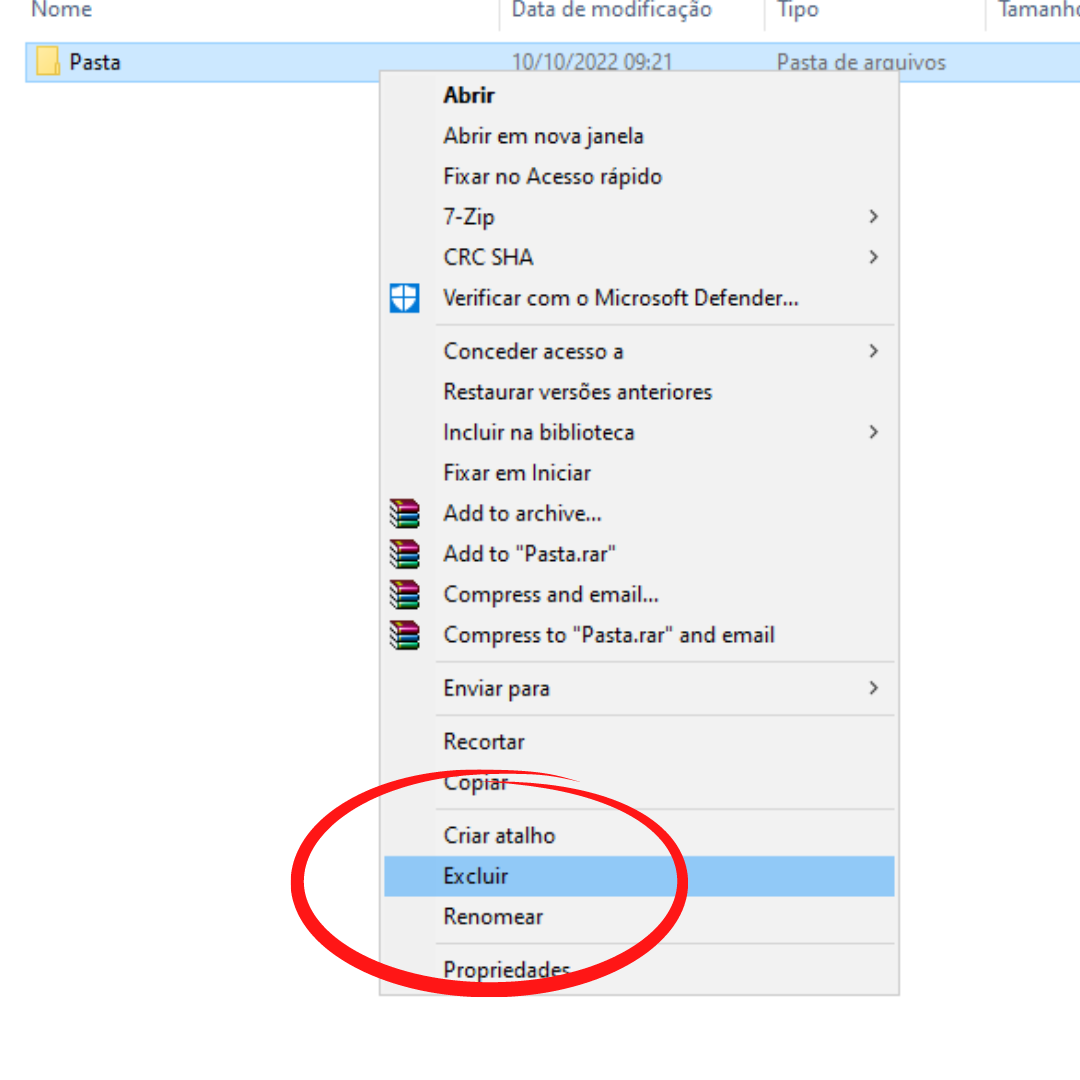 Nome Data de modificação Tipo Tamanho
Pasta 10/10/2022 09:21 Pasta de arquivos
Abrir
Abrir em nova janela
Fixar no Acesso rápido
7-Zip
CRC SHA
Verificar com o Microsoft Defender...
Conceder acesso a
Restaurar versões anteriores
Incluir na biblioteca
Fixar em Iniciar
Add to archive...
Add to "Pasta.rar"
Compress and email...
Compress to "Pasta.rar" and email
Enviar para
Recortar
Copiar
Criar atalho
Excluir
Renomear
Propriedades